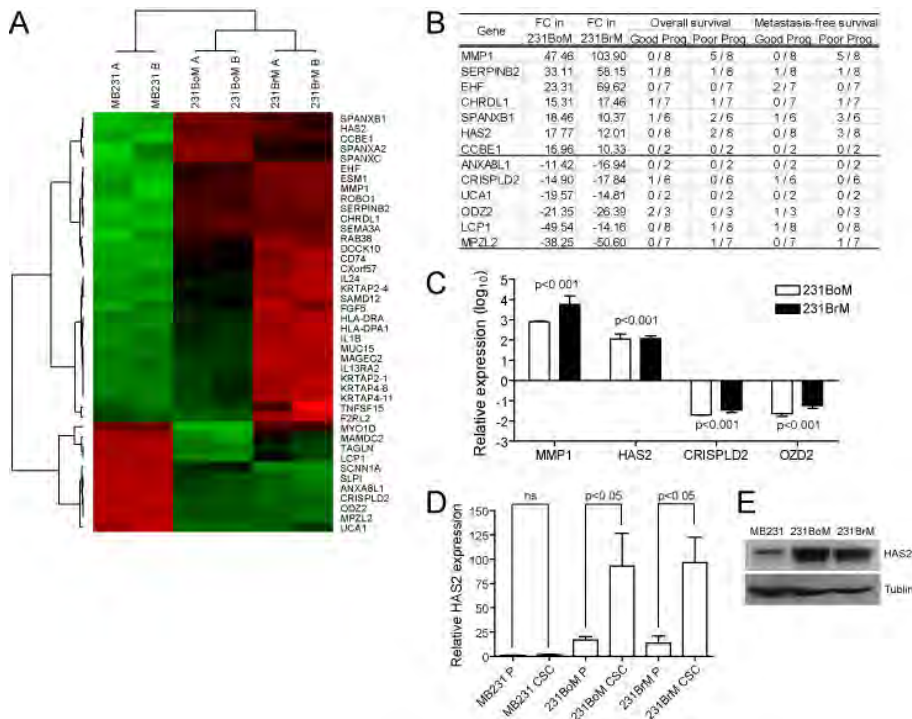 A
MB231 A
MB231 B
231BoM A
231BoM B
231BrM A
231BrM B
SPANXB1
HAS2
CCBE1
SPANXA2
SPANXC
EHF
ESM1
MMP1
ROBO1
SERPINB2
CHRDL1
SEMA3A
RAB38
DOCK10
CD74
CXorf57
IL24
KRTAP2-4
SAMD12
FGF5
HLA-DRA
HLA-DPA1
IL1B
MUC15
MAGEC2
IL13RA2
KRTAP2-1
KRTAP4-8
KRTAP4-11
TNFSF15
F2RL2
MYO1D
MAMDC2
TAGLN
LCP1
SCNN1A
SLPI
ANXA8L1
CRISPLD2
ODZ2
MPZL2
UCA1
B
Gene FC in 231BoM FC in 231BrM Overall survival Metastasis-free survival
Good Prog. Poor Prog. Good Prog. Poor Prog.
MMP1 47.46 103.90 0 / 8 5 / 8 0 / 8 5 / 8
SERPINB2 33.11 58.15 1 / 8 1 / 8 1 / 8 1 / 8
EHF 23.31 69.62 0 / 7 0 / 7 2 / 7 0 / 7
CHRDL1 15.31 17.46 1 / 7 1 / 7 0 / 7 1 / 7
SPANXB1 18.46 10.37 1 / 6 2 / 6 1 / 6 3 / 6
HAS2 17.77 12.01 0 / 8 2 / 8 0 / 8 3 / 8
CCBE1 15.96 10.33 0 / 2 0 / 2 0 / 2 0 / 2
ANXA8L1 -11.42 -16.94 0 / 2 0 / 2 0 / 2 0 / 2
CRISPLD2 -14.90 -17.84 1 / 6 0 / 6 1 / 6 0 / 6
UCA1 -19.57 -14.81 0 / 2 0 / 2 0 / 2 0 / 2
ODZ2 -21.35 -26.39 2 / 3 0 / 3 1 / 3 0 / 3
LCP1 -49.54 -14.16 0 / 8 1 / 8 1 / 8 0 / 8
MPZL2 -38.25 -50.60 0 / 7 1 / 7 0 / 7 1 / 7
C
Relative expression (log10)
5
4
3
2
1
0
-1
-2
-3
p<0 001
p<0.001
p<0.001
p<0.001
231BoM
231BrM
MMP1 HAS2 CRISPLD2 OZD2
D
Relative HAS2 expression
150
125
100
75
50
25
0
ns
p<0 05
p<0 05
MB231 P
MB231 CSC
231BoM P
231BoM CSC
231BrM P
231BrM CSC
E
MB231 231BoM 231BrM
HAS2
Tublin